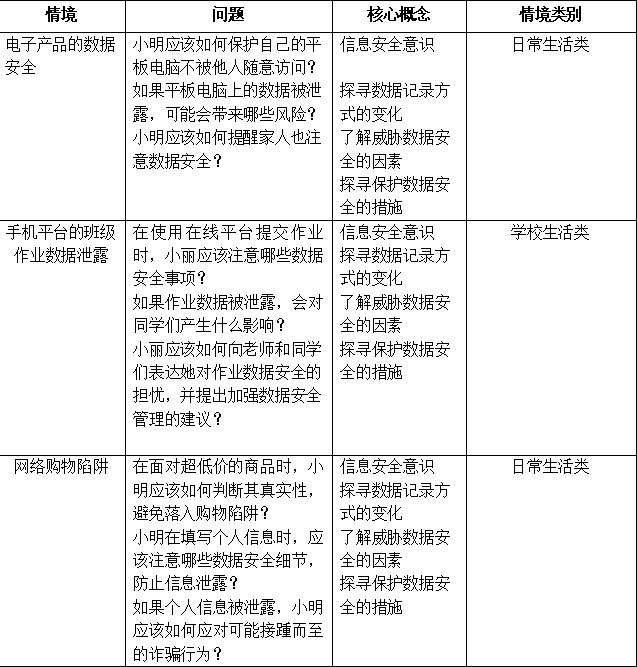 情境 问题 核心概念 情境类别
电子产品的数据
安全
小明应该如何保护自己的平
板电脑不被他人随意访问？
如果平板电脑上的数据被泄
露，可能会带来哪些风险？
小明应该如何提醒家人也注
意数据安全？
信息安全意识
探寻数据记录方
式的变化
了解威胁数据安
全的因素
探寻保护数据安
全的措施
日常生活类
手机平台的班级
作业数据泄露
在使用在线平台提交作业
时，小丽应该注意哪些数据
安全事项？
如果作业数据被泄露，会对
同学们产生什么影响？
小丽应该如何向老师和同学
们表达她对作业数据安全的
担忧，并提出加强数据安全
管理的建议？
信息安全意识
探寻数据记录方
式的变化
了解威胁数据安
全的因素
探寻保护数据安
全的措施
学校生活类
网络购物陷阱
在面对超低价的商品时，小
明应该如何判断其真实性，
避免落入购物陷阱？
小明在填写个人信息时，应
该注意哪些数据安全细节，
防止信息泄露？
如果个人信息被泄露，小明
应该如何应对可能接踵而至
的诈骗行为？
信息安全意识
探寻数据记录方
式的变化
了解威胁数据安
全的因素
探寻保护数据安
全的措施
日常生活类